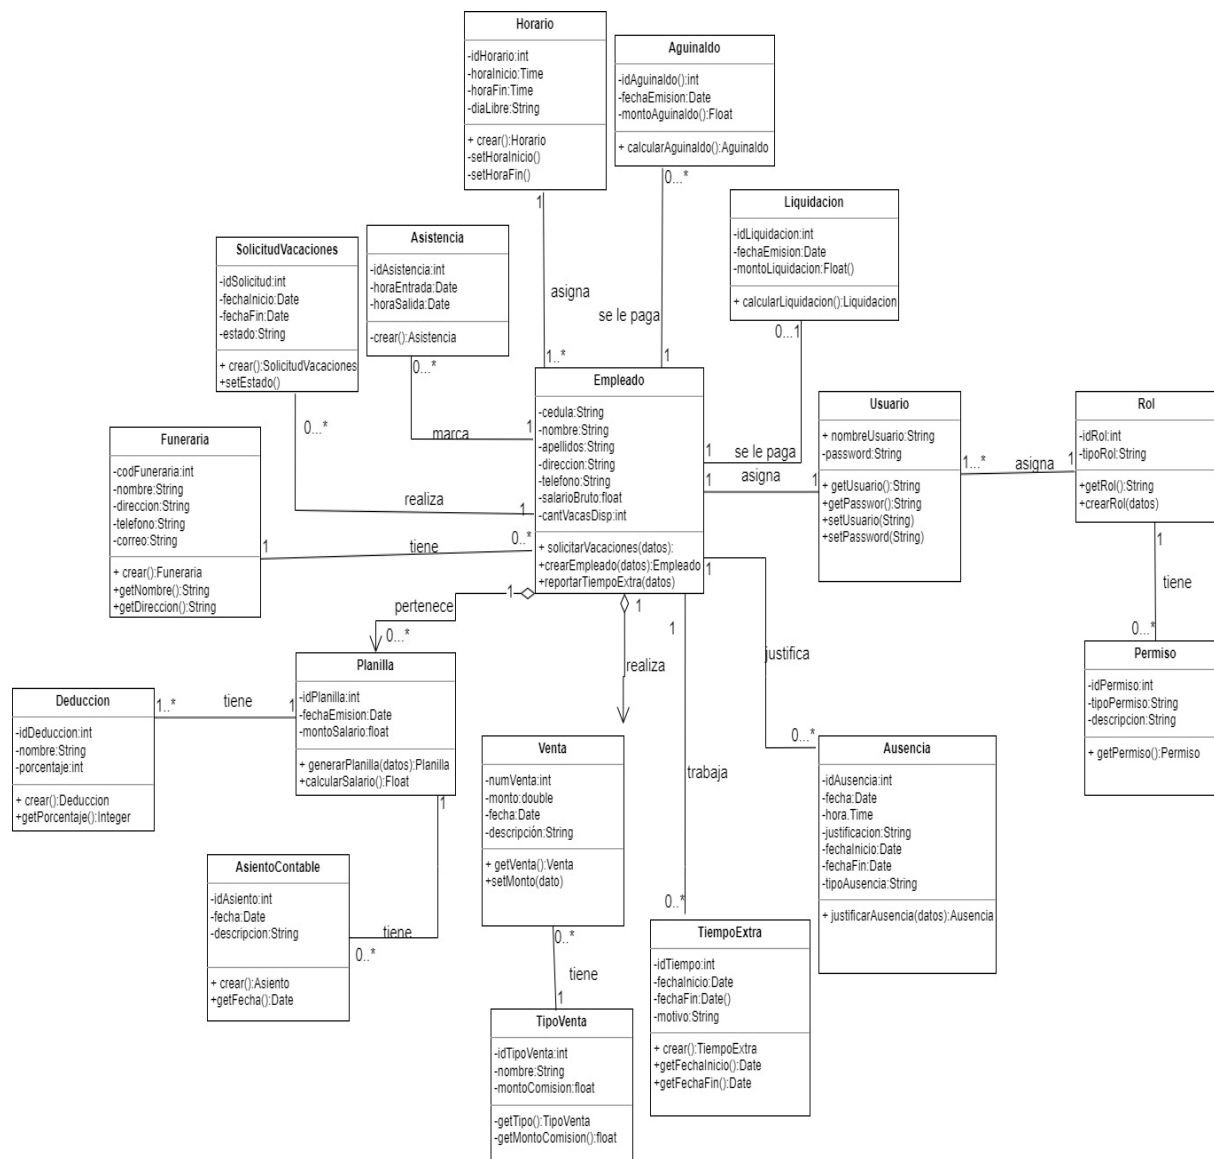 Horario
-idHorario:int
-horaInicio:Time
-horaFin:Time
-diaLibre:String
+ crear():Horario
-setHoraInicio()
-setHoraFin()
1
asigna
1..*
Aguinaldo
-idAguinaldo():int
-fechaEmision:Date
-montoAguinaldo():Float
+ calcularAguinaldo():Aguinaldo
0...*
se le paga
1
Liquidacion
-idLiquidacion:int
-fechaEmision:Date
-montoLiquidacion:Float()
+ calcularLiquidacion():Liquidacion
0...1
se le paga
1
SolicitudVacaciones
-idSolicitud:int
-fechaInicio:Date
-fechaFin:Date
-estado:String
+ crear():SolicitudVacaciones
+setEstado()
0...*
realiza
1
Asistencia
-idAsistencia:int
-horaEntrada:Date
-horaSalida:Date
-crear():Asistencia
0...*
marca
1
Empleado
-cedula:String
-nombre:String
-apellidos:String
-direccion:String
-telefono:String
-salarioBruto:float
-cantVacasDisp:int
+ solicitarVacaciones(datos):
+crearEmpleado(datos):Empleado
+reportarTiempoExtra(datos)
Usuario
+ nombreUsuario:String
-password:String
+ getUsuario():String
+getPasswor():String
+setUsuario(String)
+setPassword(String)
1
asigna
1
Rol
-idRol:int
-tipoRol:String
+getRol():String
+crearRol(datos)
1...*
asigna
1
1
tiene
0...*
Permiso
-idPermiso:int
-tipoPermiso:String
-descripcion:String
+ getPermiso():Permiso
Funeraria
-codFuneraria:int
-nombre:String
-direccion:String
-telefono:String
-correo:String
+ crear():Funeraria
+getNombre():String
+getDireccion():String
1
tiene
0..*
1
pertenece
0...*
Planilla
-idPlanilla:int
-fechaEmision:Date
-montoSalario:float
+ generarPlanilla(datos):Planilla
+calcularSalario():Float
Deduccion
-idDeduccion:int
-nombre:String
-porcentaje:int
+ crear():Deduccion
+getPorcentaje():Integer
1..*
tiene
1
AsientoContable
-idAsiento:int
-fecha:Date
-descripcion:String
+ crear():Asiento
+getFecha():Date
1
tiene
0..*
1
realiza
Venta
-numVenta:int
-monto:double
-fecha:Date
-descripción:String
+ getVenta():Venta
+setMonto(dato)
0..*
tiene
1
TipoVenta
-idTipoVenta:int
-nombre:String
-montoComision:float
-getTipo():TipoVenta
-getMontoComision():float
1
trabaja
0..*
TiempoExtra
-idTiempo:int
-fechaInicio:Date
-fechaFin:Date()
-motivo:String
+ crear():TiempoExtra
+getFechaInicio():Date
+getFechaFin():Date
1
justifica
0..*
Ausencia
-idAusencia:int
-fecha:Date
-hora.Time
-justificacion:String
-fechaInicio:Date
-fechaFin:Date
-tipoAusencia:String
+ justificarAusencia(datos):Ausencia